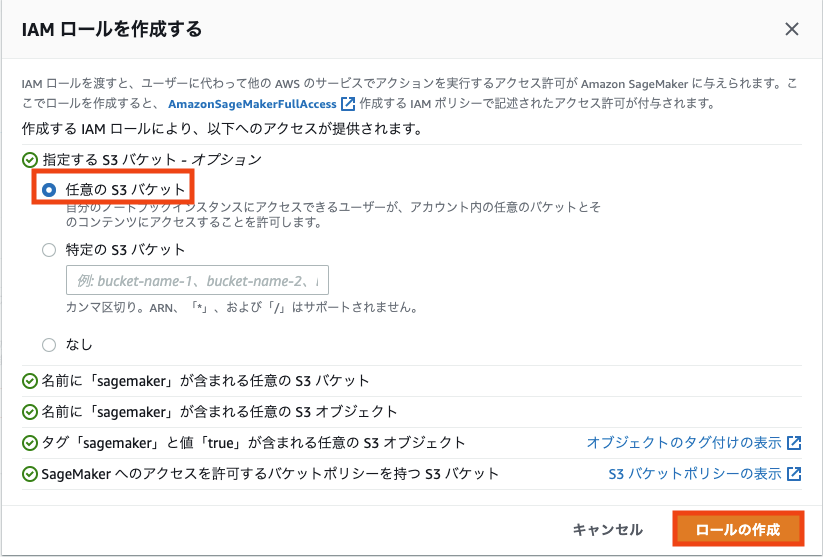 IAM ロールを作成する
IAM ロールを渡すと、ユーザーに代わって他の AWS のサービスでアクションを実行するアクセス許可が Amazon SageMaker に与えられます。こ
こでロールを作成すると、 AmazonSageMakerFullAccess 作成する IAM ポリシーで記述されたアクセス許可が付与されます。
作成する IAM ロールにより、以下へのアクセスが提供されます。
指定する S3 バケット - オプション
任意の S3 バケット
自分のノートブックインスタンスにアクセスできるユーザーが、アカウント内の任意のバケットとそ
のコンテンツにアクセスすることを許可します。
特定の S3 バケット
例: bucket-name-1、bucket-name-2、
カンマ区切り。ARN、「*」、および「/」はサポートされません。
なし
名前に「sagemaker」が含まれる任意の S3 バケット
名前に「sagemaker」が含まれる任意の S3 オブジェクト
タグ「sagemaker」と値「true」が含まれる任意の S3 オブジェクト オブジェクトのタグ付けの表示
SageMaker へのアクセスを許可するバケットポリシーを持つ S3 バケット S3 バケットポリシーの表示
キャンセル ロールの作成